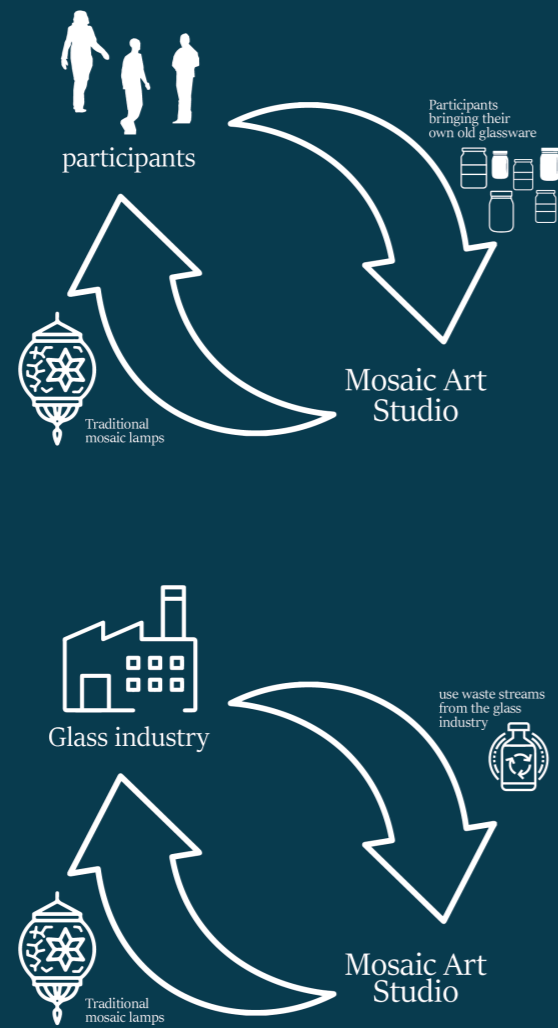 participants
Participants
bringing their
own old glassware
Mosaic Art
Studio
Traditional
mosaic lamps
Glass industry
use waste streams
from the glass
industry
Mosaic Art
Studio
Traditional
mosaic lamps